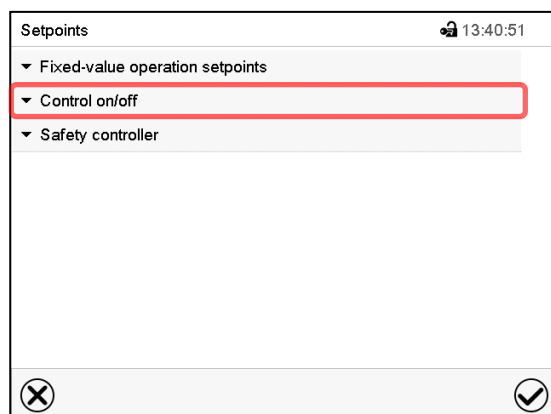 Setpoints 13:40:51
Fixed-value operation setpoints
Control on/off
Safety controller